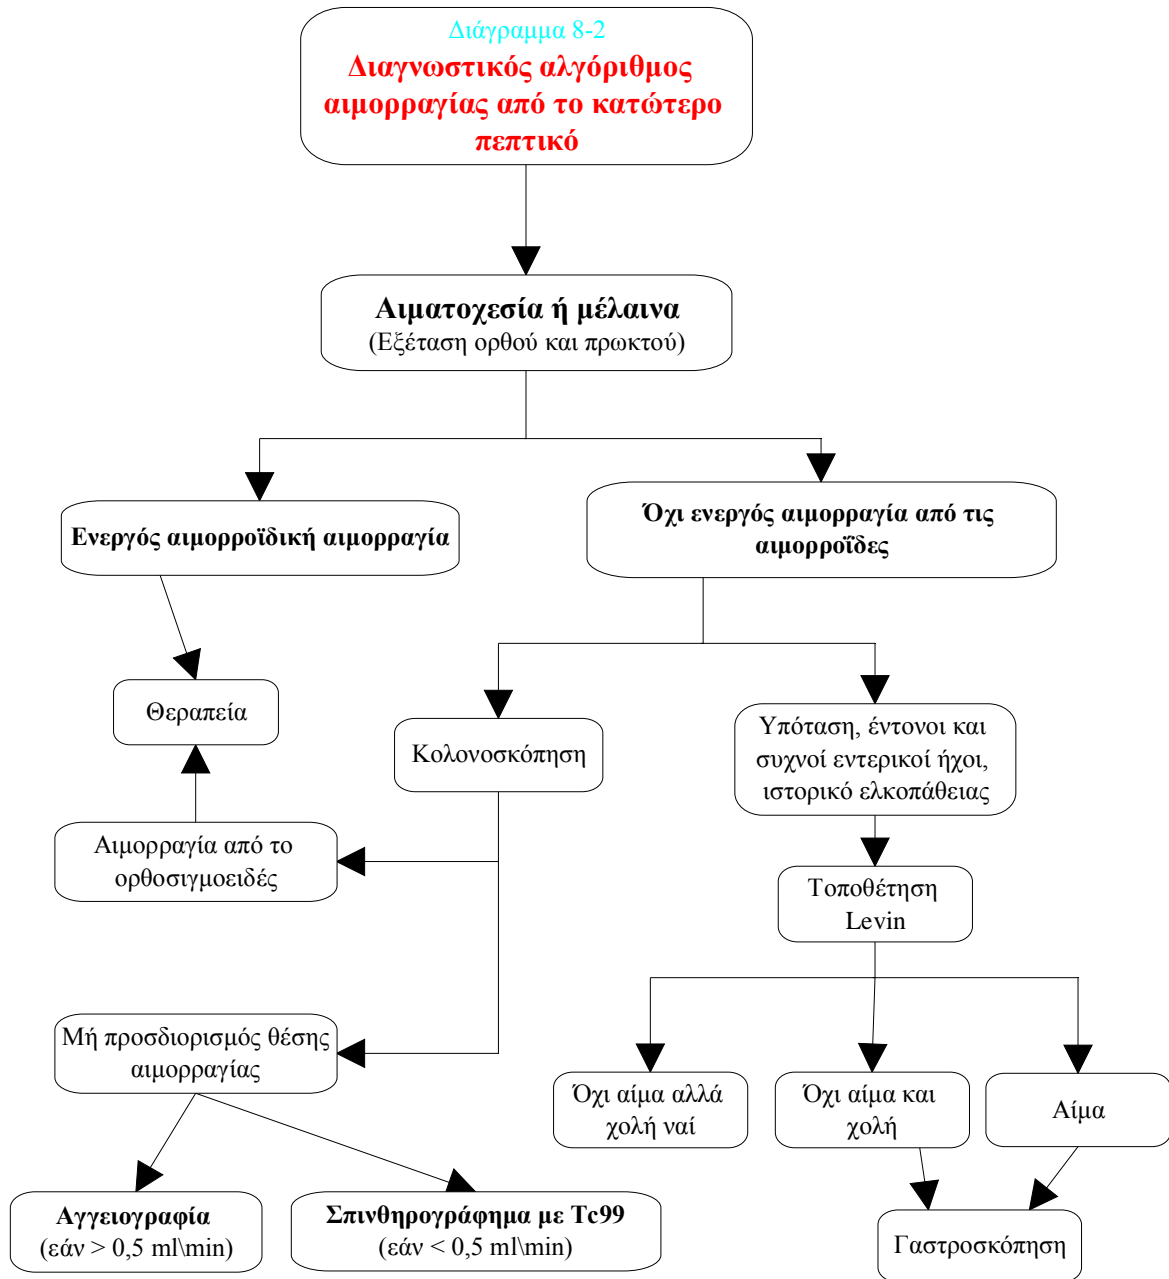 Διάγραμμα 8-2
Διαγνωστικός αλγόριθμος
αιμορραγίας από το κατώτερο
πεπτικό
Αιματοχεσία ή μέλαινα
(Εξέταση ορθού και πρωκτού)
Ενεργός αιμορροϊδική αιμορραγία
Όχι ενεργός αιμορραγία από τις
αιμορροΐδες
Θεραπεία
Κολονοσκόπηση
Υπόταση, έντονοι και
συχνοί εντερικοί ήχοι,
ιστορικό ελκοπάθειας
Αιμορραγία από το
ορθοσιγμοειδές
Τοποθέτηση
Levin
Μή προσδιορισμός θέσης
αιμορραγίας
Όχι αίμα αλλά
χολή ναί
Όχι αίμα και
χολή
Αίμα
Αγγειογραφία
(εάν > 0,5 ml\min)
Σπινθηρογράφημα με Tc99
(εάν < 0,5 ml\min)
Γαστροσκόπηση